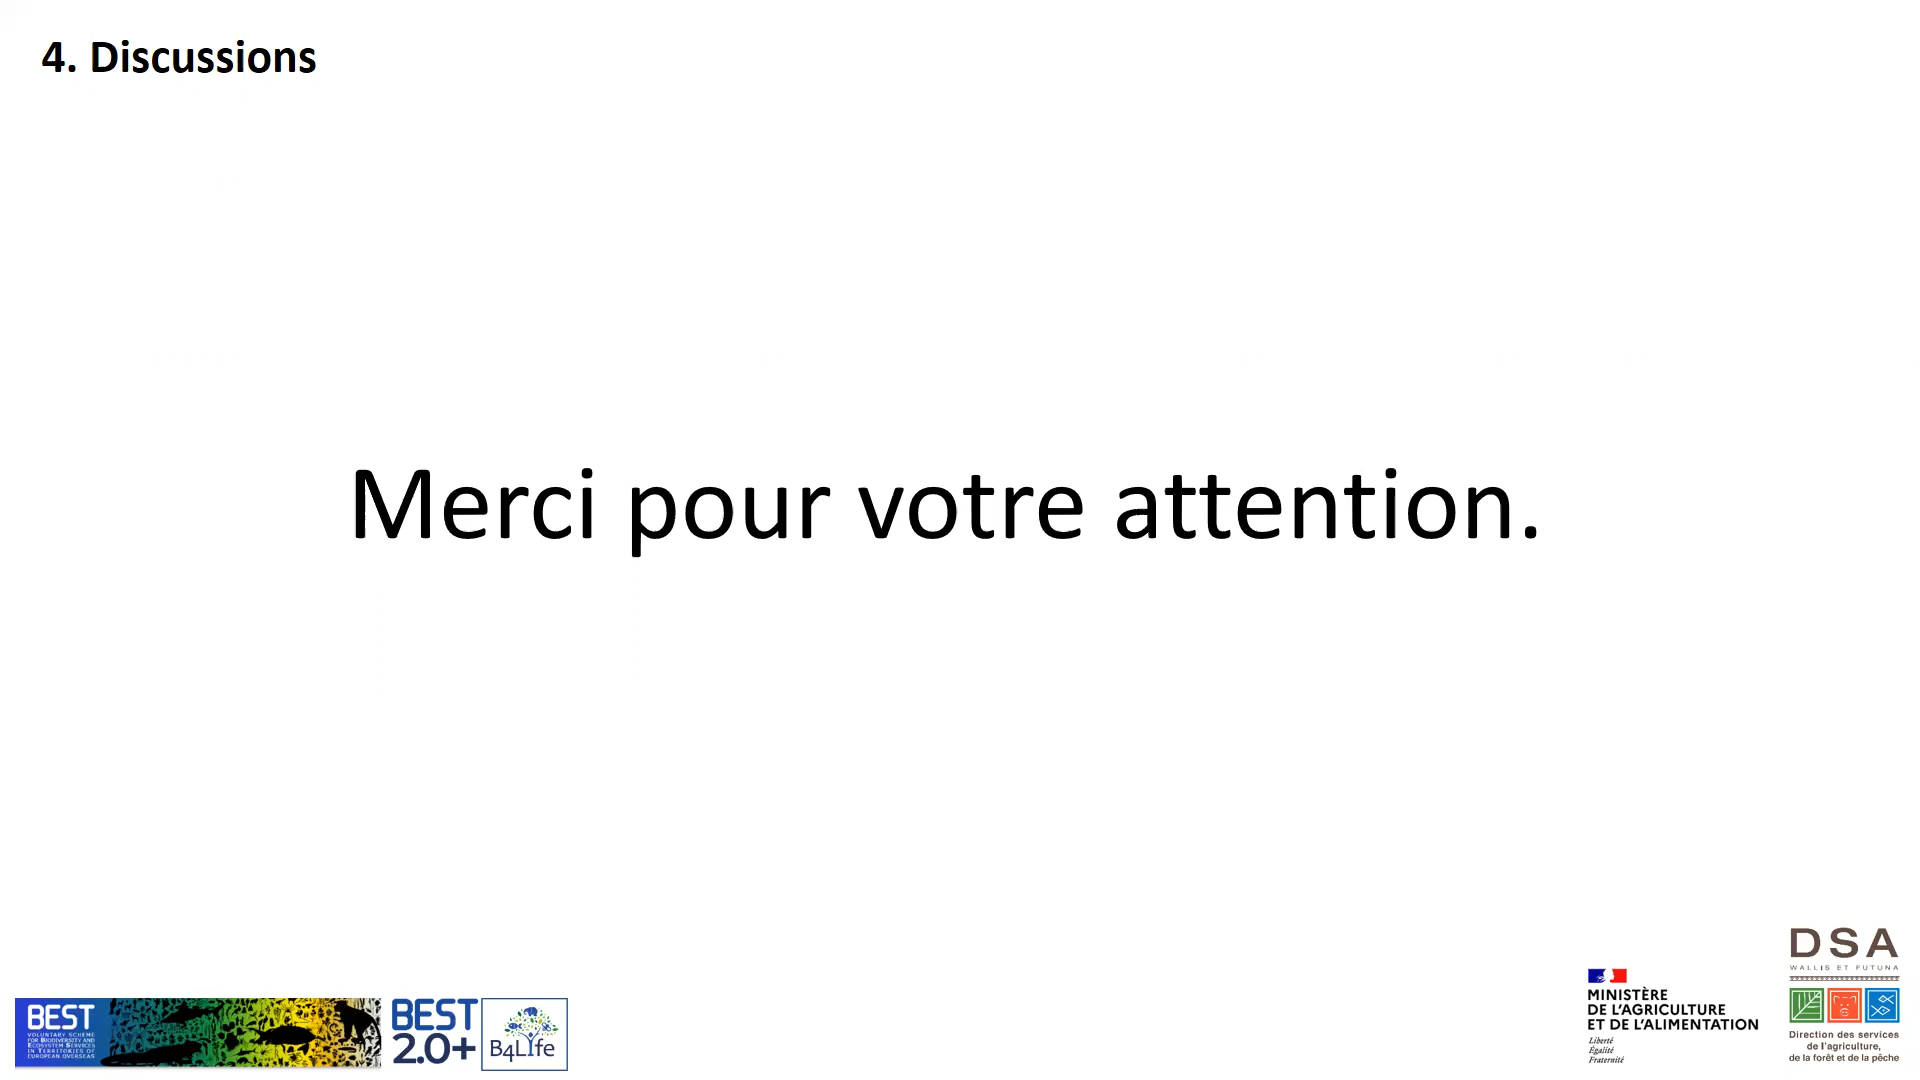 4. Discussions
Merci pour votre attention.
BEST
VOLUNTARY SCHEME
FOR BIODIVERSITY AND
ECOSYSTEM SERVICES
IN TERRITORIES OF
EUROPEAN OVERSEAS
BEST
2.0+
B4LIfe
MINISTÈRE
DE L'AGRICULTURE
ET DE L'ALIMENTATION
Liberté
Égalité
Fraternité
DSA
WALLIS ET FUTUNA
Direction des services
de l'agriculture,
de la forêt et de la pêche